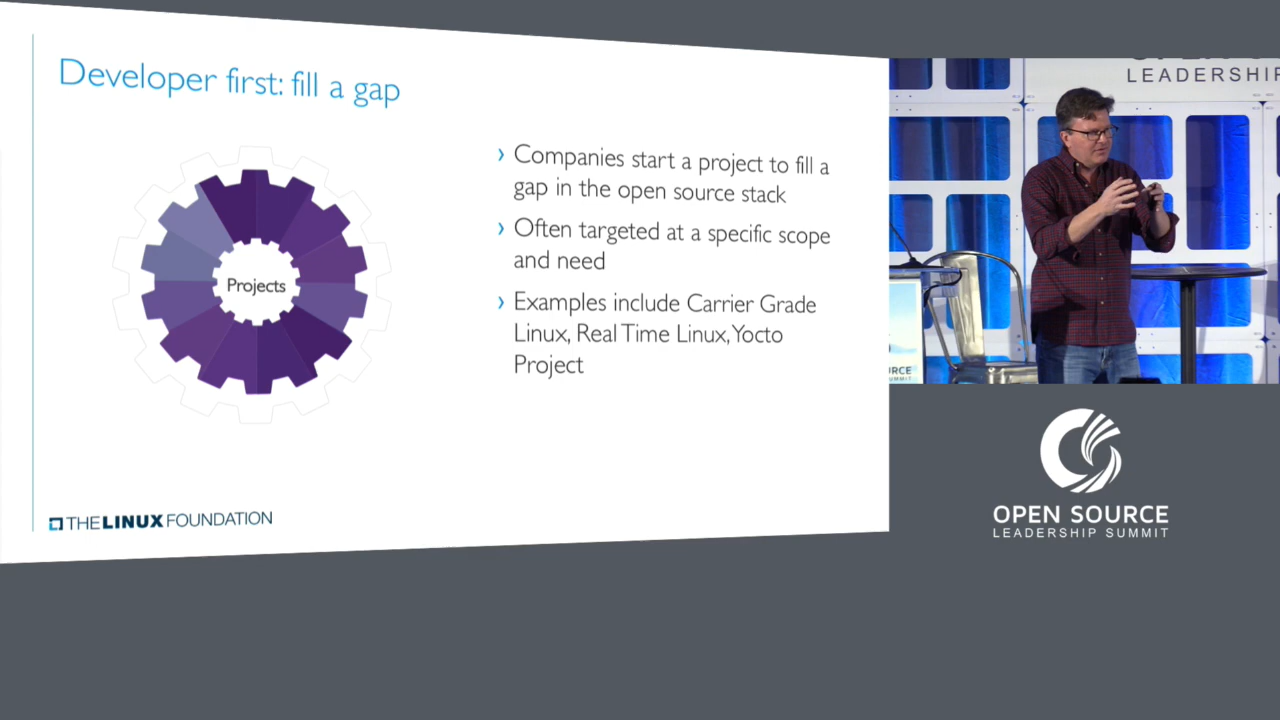 Developer first: fill a gap
Projects
› Companies start a project to fill a
gap in the open source stack
› Often targeted at a specific scope
and need
› Examples include Carrier Grade
Linux, Real Time Linux, Yocto
Project
THE LINUX FOUNDATION
LEADERSHIP
OPEN SOURCE
LEADERSHIP SUMMIT